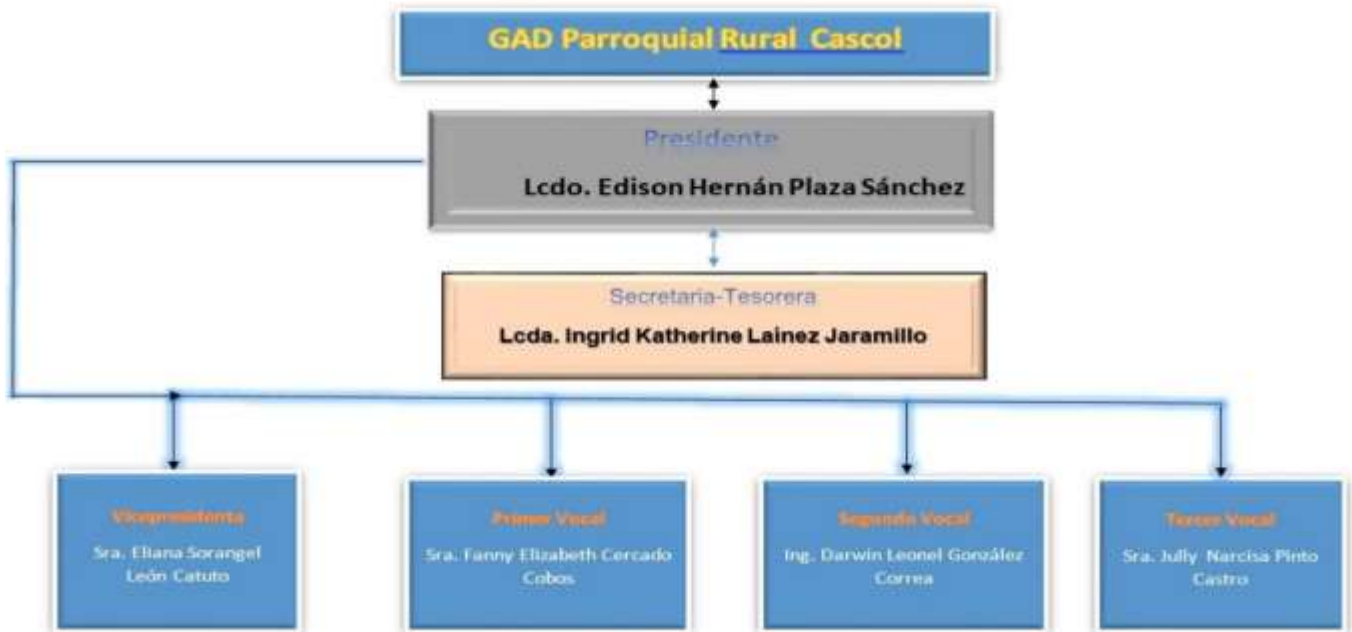 GAD Parroquial Rural Cascol
Presidente
Lcdo. Edison Hernán Plaza Sánchez
Secretaria-Tesorera
Lcda. Ingrid Katherine Lainez Jaramillo
Vicepresidenta
Sra. Eliana Sorangel
León Catuto
Primer Vocal
Sra. Fanny Elizabeth Cercado
Cobos
Segundo Vocal
Ing. Darwin Leonel González
Correa
Tercer Vocal
Sra. Jully Narcisa Pinto
Castro